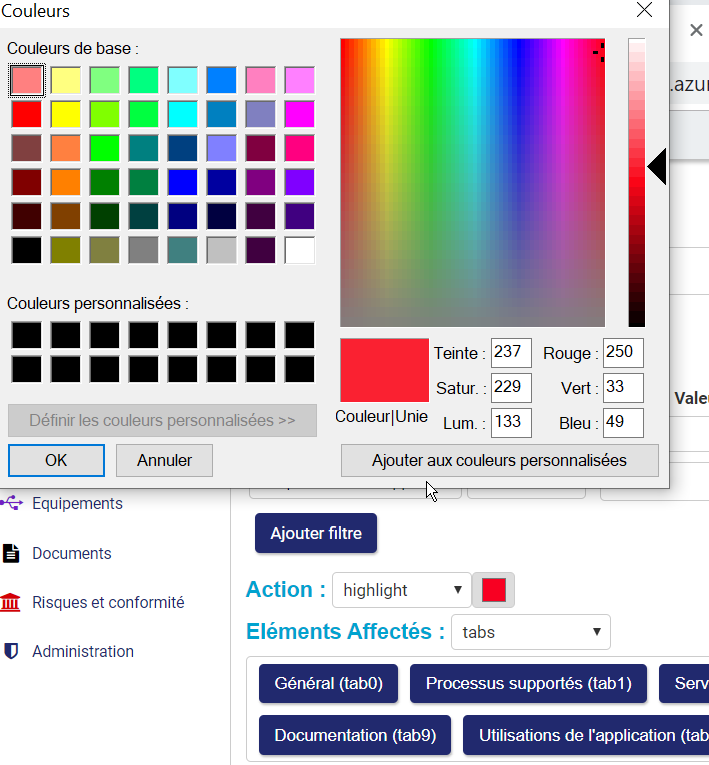 Couleurs
.azur
Couleurs de base :
Couleurs personnalisées :
Définir les couleurs personnalisées >>
OK
Annuler
Teinte : 237
Rouge : 250
Satur. : 229
Vert : 33
Couleur|Unie
Lum. : 133
Bleu : 49
Ajouter aux couleurs personnalisées
Valeu
Equipements
Documents
Risques et conformité
Administration
Ajouter filtre
Action : highlight
Eléments Affectés : tabs
Général (tab0)
Processus supportés (tab1)
Serv
Documentation (tab9)
Utilisations de l'application (tab